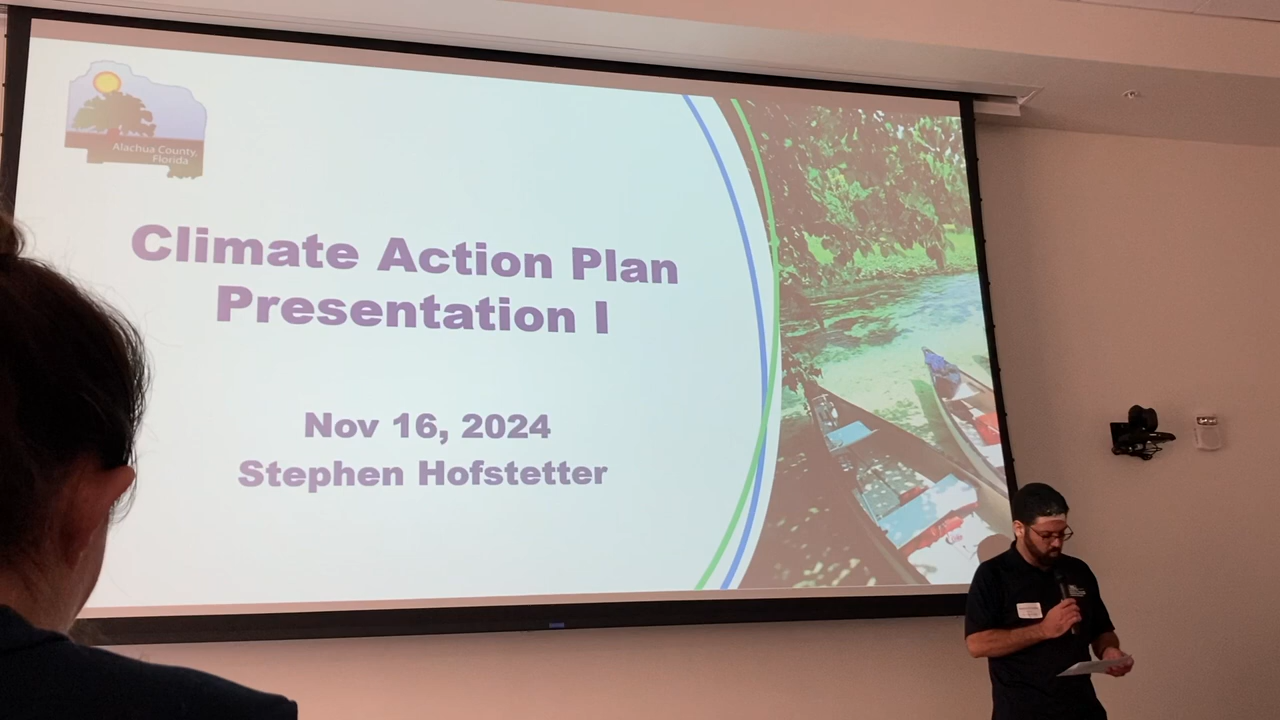 Alachua County,
Florida
Climate Action Plan
Presentation I
Nov 16, 2024
Stephen Hofstetter